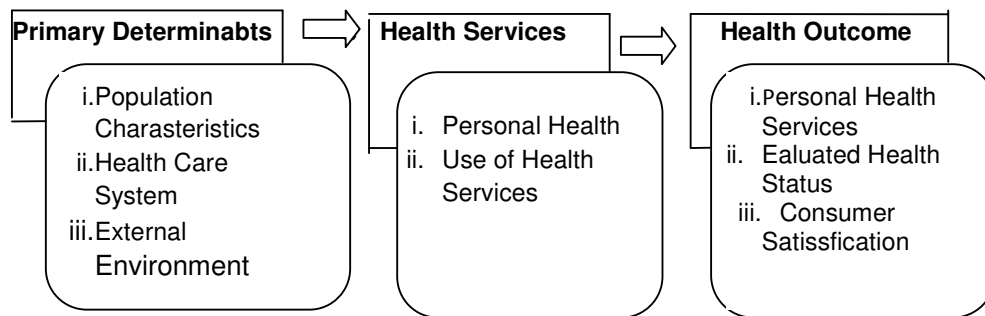 Primary Determinabts
i.Population
Charasteristics
ii.Health Care
System
iii.External
Environment
Health Services
i. Personal Health
ii. Use of Health
Services
Health Outcome
i.Personal Health
Services
ii. Ealuated Health
Status
iii. Consumer
Satissfication